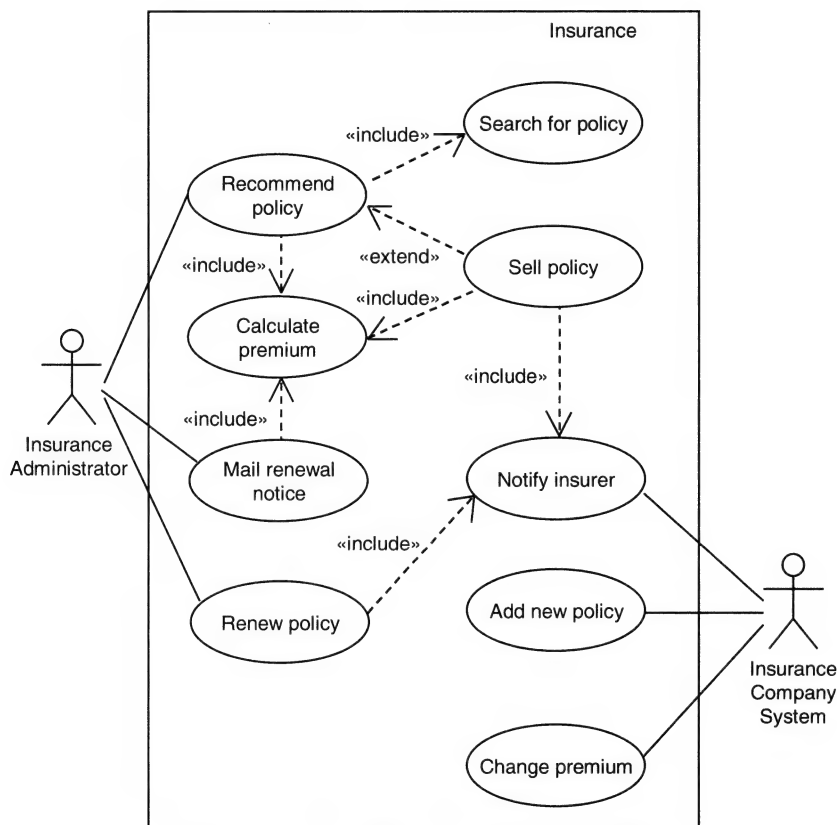 Insurance
Search for policy
«include»
Recommend
policy
«include»
«extend»
Sell policy
«include»
Calculate
premium
«include»
«include»
Insurance
Administrator
Mail renewal
notice
Notify insurer
«include»
Renew policy
Add new policy
Insurance
Company
System
Change premium